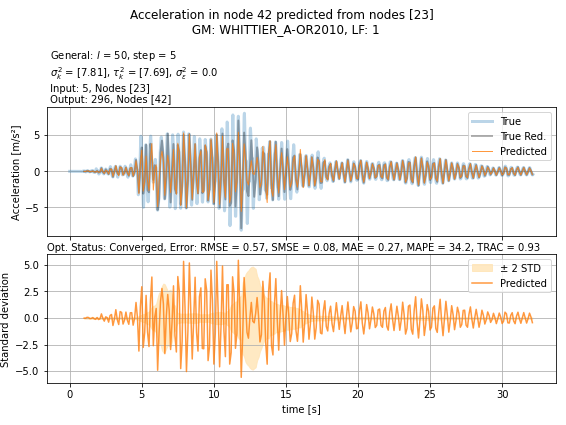 Acceleration in node 42 predicted from nodes [23]
GM: WHITTIER_A-OR2010, LF: 1
General: l = 50, step = 5
σ²ₖ = [7.81], τ²ₖ = [7.69], σ²ε = 0.0
Input: 5, Nodes [23]
Output: 296, Nodes [42]
True
True Red.
Predicted
5
0
−5
Acceleration [m/s²]
Opt. Status: Converged, Error: RMSE = 0.57, SMSE = 0.08, MAE = 0.27, MAPE = 34.2, TRAC = 0.93
± 2 STD
Predicted
5.0
2.5
0.0
−2.5
−5.0
Standard deviation
0 5 10 15 20 25 30
time [s]